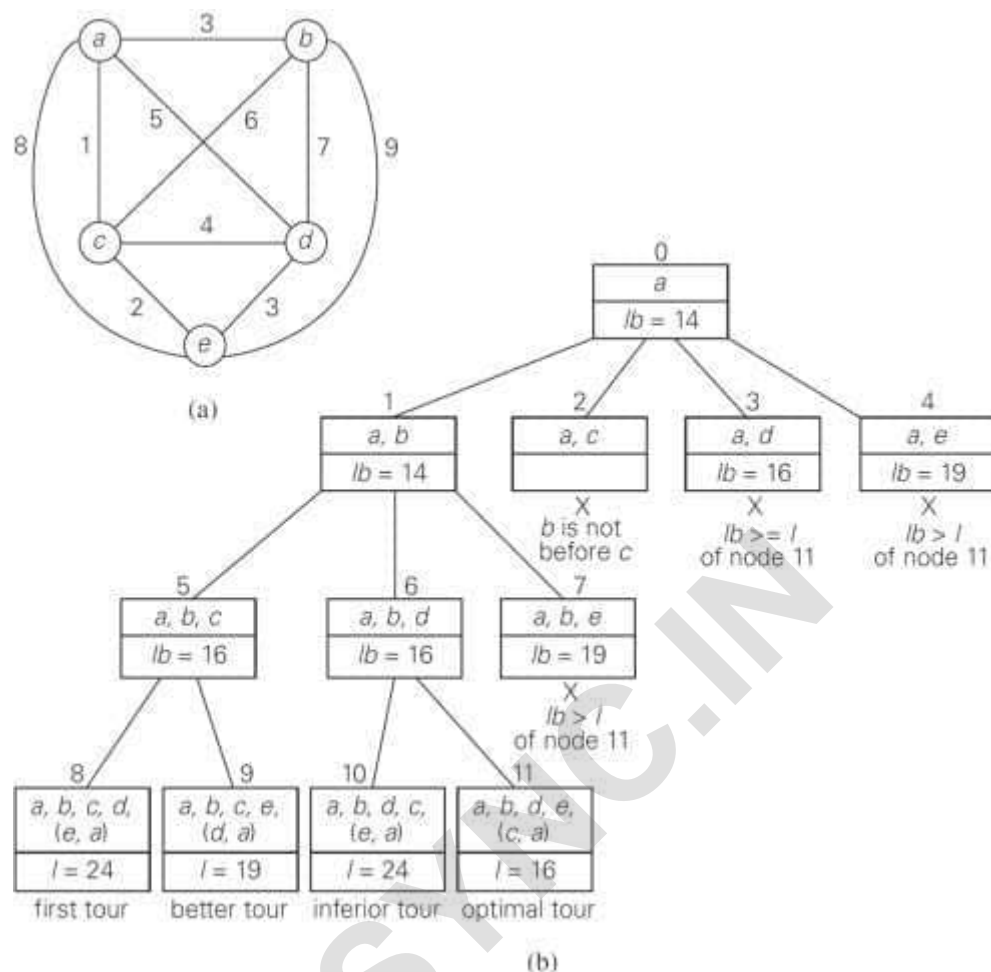 3
a
b
8
1
5
6
7
9
c
4
d
2
3
e
(a)
0
a
lb = 14
1
a, b
lb = 14
2
a, c
X
b is not
before c
3
a, d
lb = 16
X
lb >= l
of node 11
4
a, e
lb = 19
X
lb > l
of node 11
5
a, b, c
lb = 16
6
a, b, d
lb = 16
7
a, b, e
lb = 19
X
lb > l
of node 11
8
a, b, c, d,
(e, a)
l = 24
first tour
9
a, b, c, e,
(d, a)
l = 19
better tour
10
a, b, d, c,
(e, a)
l = 24
inferior tour
11
a, b, d, e,
(c, a)
l = 16
optimal tour
(b)
SYNC.IN